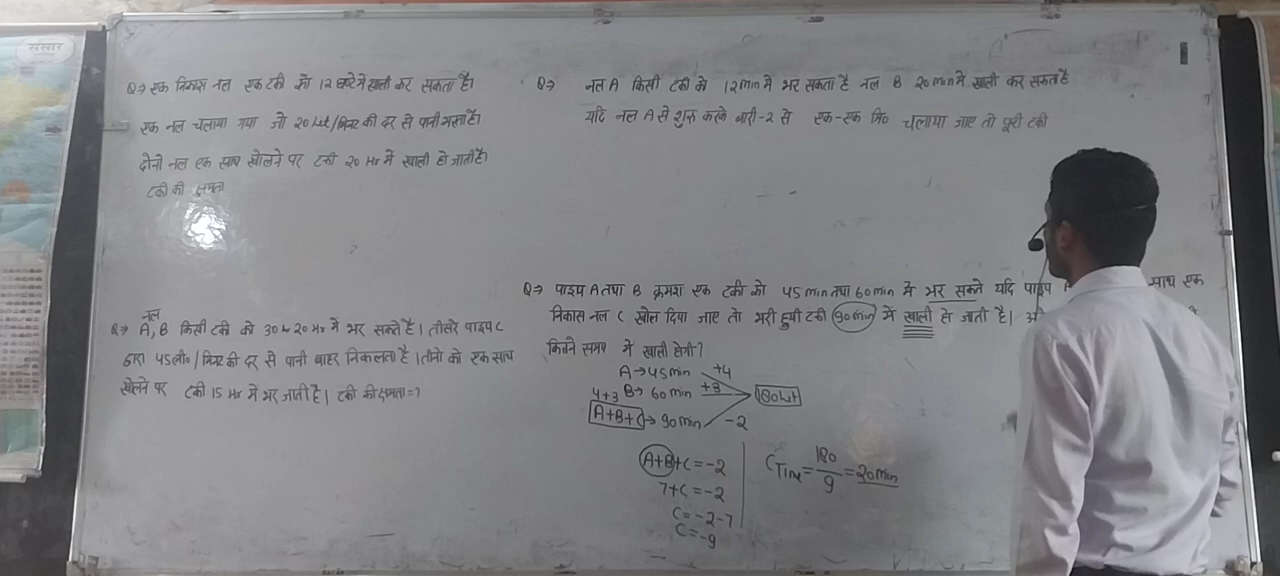 Q⇒ एक निकास नल एक टंकी को 12 घण्टे में खाली कर सकता है।
एक नल चलाया गया जो 20 Lit/मिनट की दर से पानी भरता है।
दोनो नल एक साथ खोलने पर टंकी 20 Hr में खाली हो जाती है।
टंकी की क्षमता
Q⇒ नल A किसी टंकी को 12 min में भर सकता है नल B 20 min में खाली कर सकता है
यदि नल A से शुरु करके बारी-2 से एक-एक मि० चलाया जाए तो पूरी टंकी
नल
Q⇒ A, B किसी टंकी को 30 20 Hr में भर सकते है। तीसरे पाइप C
द्वारा 45 ली०/मिनट की दर से पानी बाहर निकलता है। तीनो को एक साथ
खोलने पर टंकी 15 Hr में भर जाती है। टंकी की क्षमता=?
Q⇒ पाइप A तथा B क्रमश एक टंकी को 45 min तथा 60 min में भर सकते यदि पाइप साथ एक
निकास नल C खोल दिया जाए तो भरी हुयी टंकी 90 min में खाली हो जाती है।
कितने समय में खाली होगी?
A→45 min +4
4+3 B→60 min +3 180 Lit
A+B+C→90 min -2
A+B+C=-2
7+C=-2
C=-2-7
C=-9
C Time=180/9=20 min